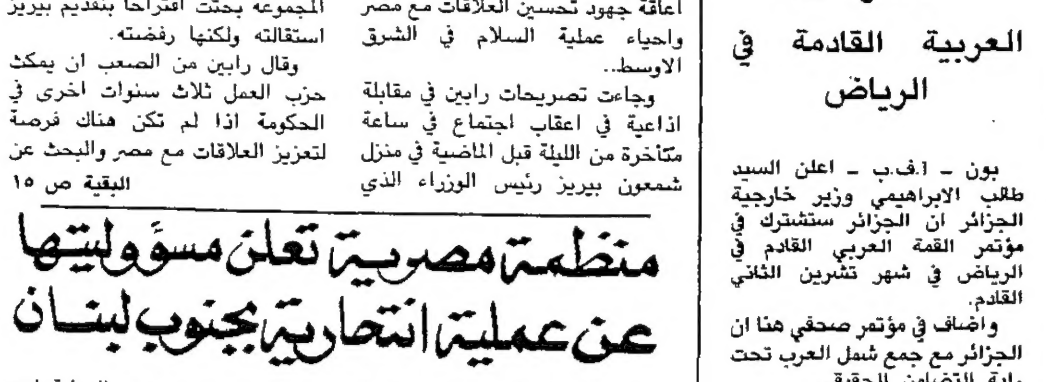 العربية القادمة في
الرياض
بون - ا.ف.ب - اعلن السيد
طالب الابراهيمي وزير خارجية
الجزائر ان الجزائر ستشترك في
مؤتمر القمة العربي القادم في
الرياض في شهر تشرين الثاني
القادم.
واضاف في مؤتمر صحفي هنا ان
الجزائر مع جمع شمل العرب تحت
راية التضامن الحقيقي
اعاقة جهود تحسين العلاقات مع مصر
واحياء عملية السلام في الشرق
الاوسط..
وجاءت تصريحات رابين في مقابلة
اذاعية في اعقاب اجتماع في ساعة
متأخرة من الليلة قبل الماضية في منزل
شمعون بيريز رئيس الوزراء الذي
المجموعة بحثت اقتراحا بتقديم بيريز
استقالته ولكنها رفضته.
وقال رابين من الصعب ان يمكث
حزب العمل ثلاث سنوات اخرى في
الحكومة اذا لم تكن هناك فرصة
لتعزيز العلاقات مع مصر والبحث عن
البقية ص ١٥
منظمة مصرية تعلن مسؤوليتها
عن عملية انتحارية بجنوب لبنان